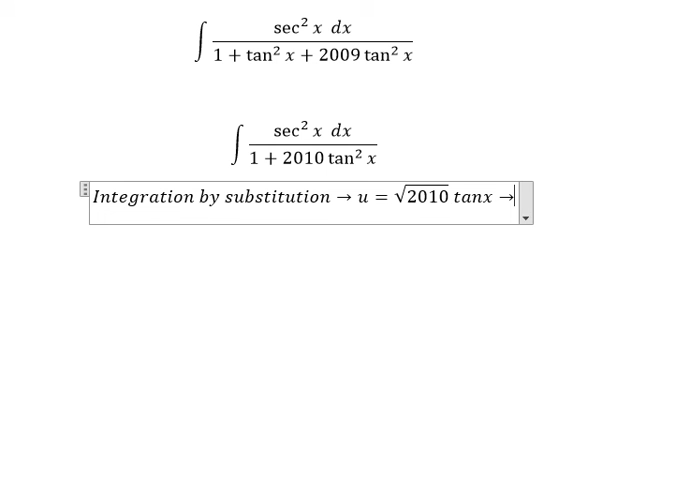 ∫ sec² x dx / 1 + tan² x + 2009 tan² x
∫ sec² x dx / 1 + 2010 tan² x
Integration by substitution → u = √2010 tanx →